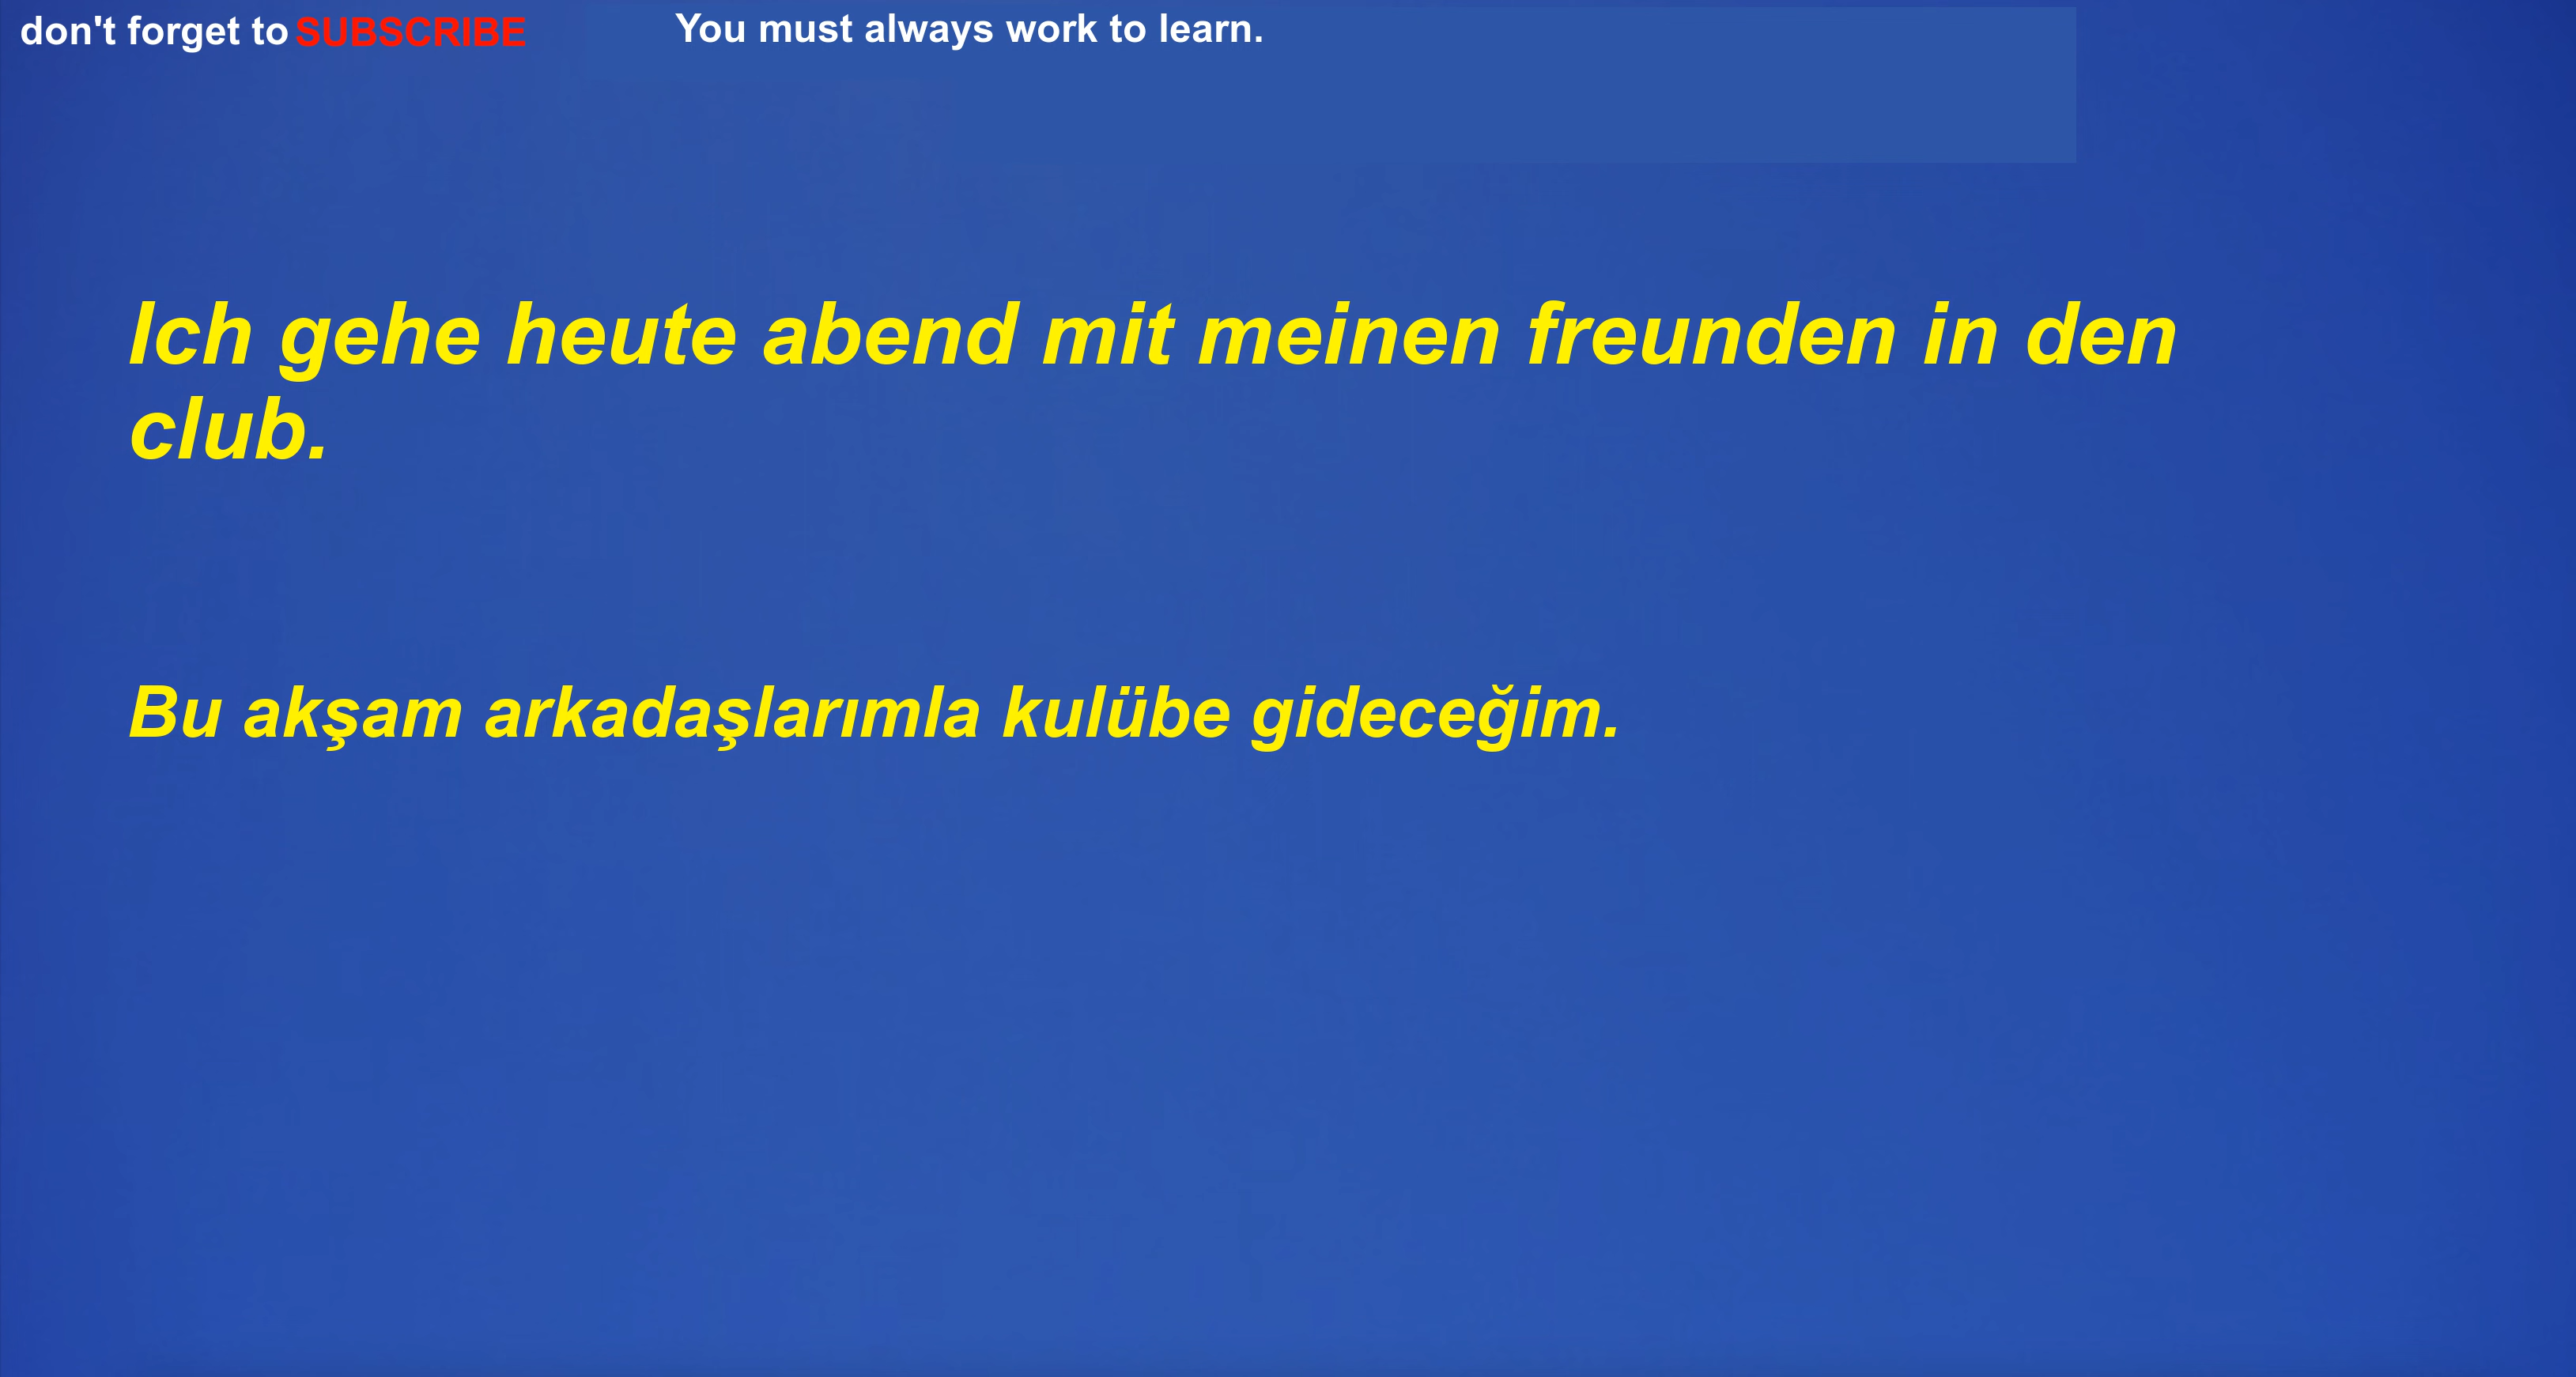 don't forget to SUBSCRIBE
You must always work to learn.
Ich gehe heute abend mit meinen freunden in den
club.
Bu akşam arkadaşlarımla kulübe gideceğim.